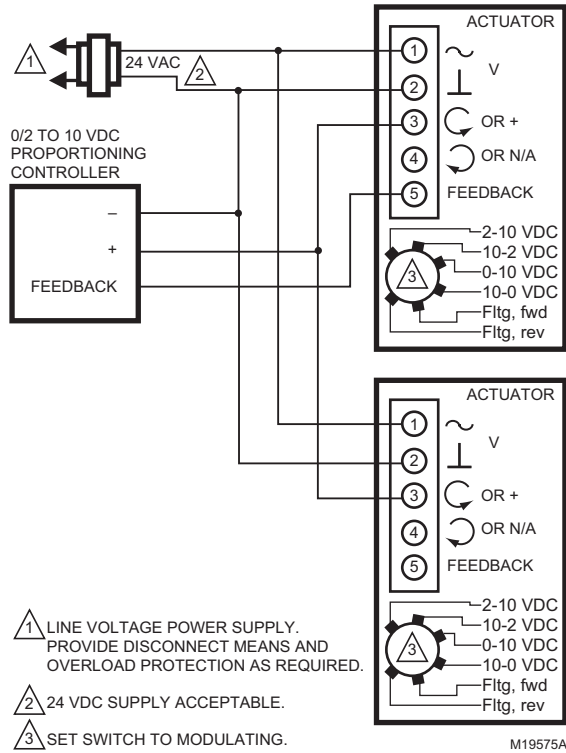 ACTUATOR
1
24 VAC
2
1
~
V
2
3
OR +
0/2 TO 10 VDC
PROPORTIONING
CONTROLLER
4
OR N/A
5
FEEDBACK
–
+
FEEDBACK
2-10 VDC
10-2 VDC
0-10 VDC
10-0 VDC
Fltg, fwd
Fltg, rev
3
ACTUATOR
1
~
V
2
3
OR +
4
OR N/A
5
FEEDBACK
2-10 VDC
10-2 VDC
0-10 VDC
10-0 VDC
Fltg, fwd
Fltg, rev
3
1 LINE VOLTAGE POWER SUPPLY.
PROVIDE DISCONNECT MEANS AND
OVERLOAD PROTECTION AS REQUIRED.
2 24 VDC SUPPLY ACCEPTABLE.
3 SET SWITCH TO MODULATING.
M19575A